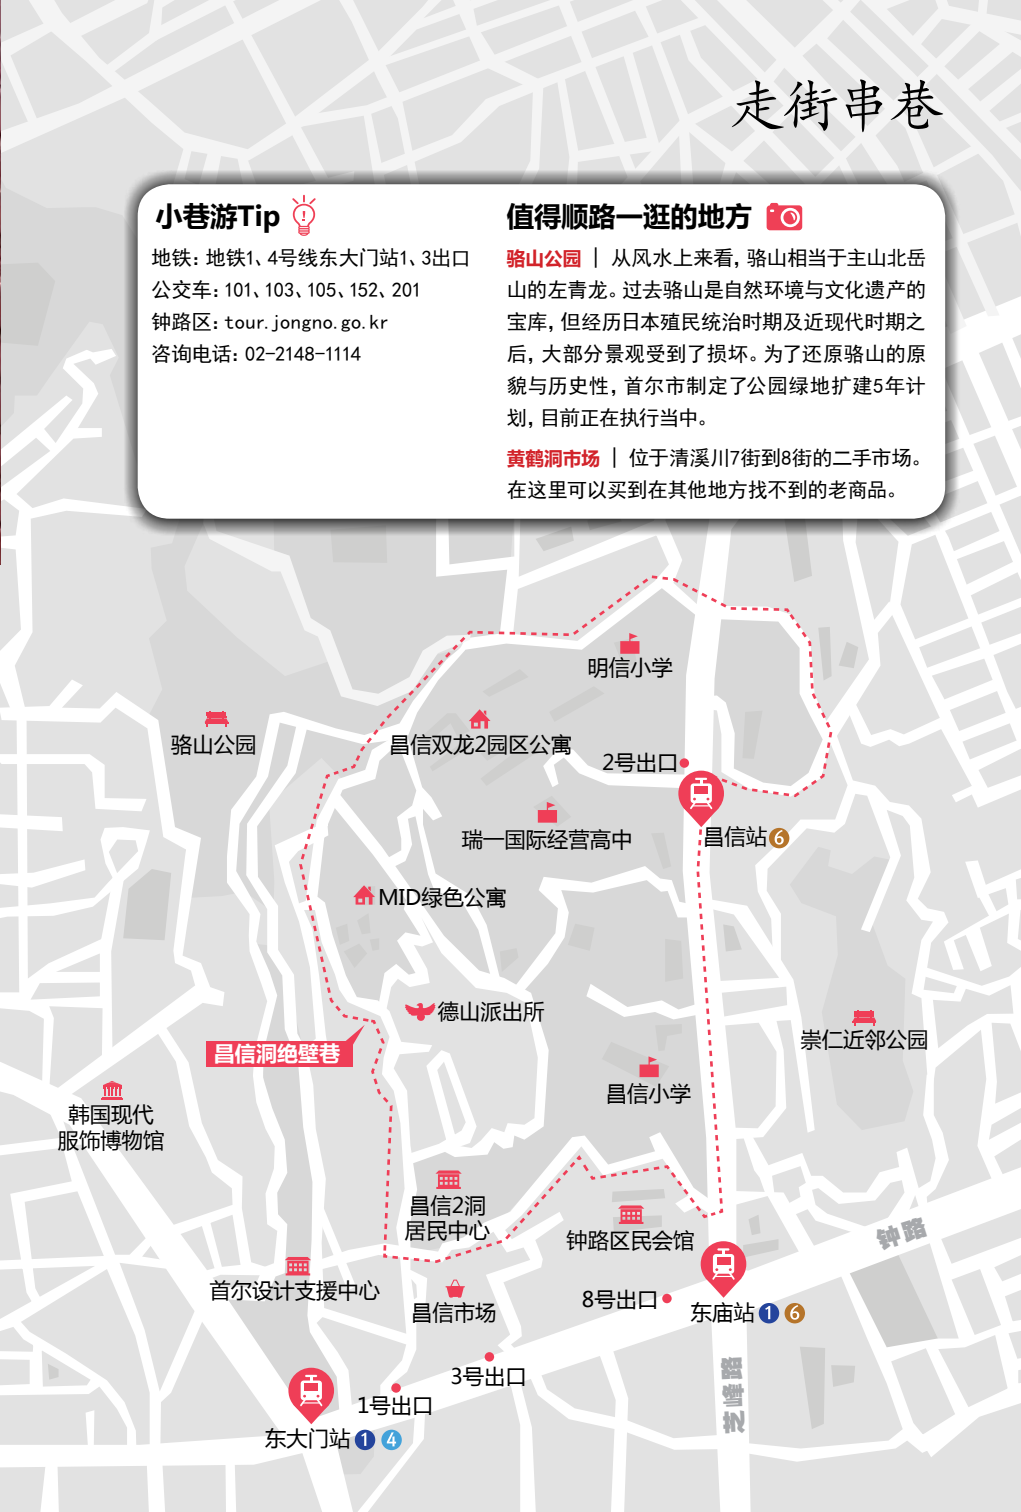 走街串巷
小巷游Tip
地铁：地铁1、4号线东大门站1、3出口
公交车：101、103、105、152、201
钟路区：tour.jongno.go.kr
咨询电话：02-2148-1114
值得顺路一逛的地方
骆山公园 | 从风水上来看，骆山相当于主山北岳
山的左青龙。过去骆山是自然环境与文化遗产的
宝库，但经历日本殖民统治时期及近现代时期之
后，大部分景观受到了损坏。为了还原骆山的原
貌与历史性，首尔市制定了公园绿地扩建5年计
划，目前正在执行当中。
黄鹤洞市场 | 位于清溪川7街到8街的二手市场。
在这里可以买到在其他地方找不到的老商品。
明信小学
骆山公园
昌信双龙2园区公寓
2号出口
瑞一国际经营高中
昌信站 6
MID绿色公寓
德山派出所
崇仁近邻公园
昌信洞绝壁巷
昌信小学
韩国现代
服饰博物馆
昌信2洞
居民中心
钟路区民会馆
钟路
首尔设计支援中心
昌信市场
8号出口
东庙站 1 6
芝峰路
3号出口
1号出口
东大门站 1 4